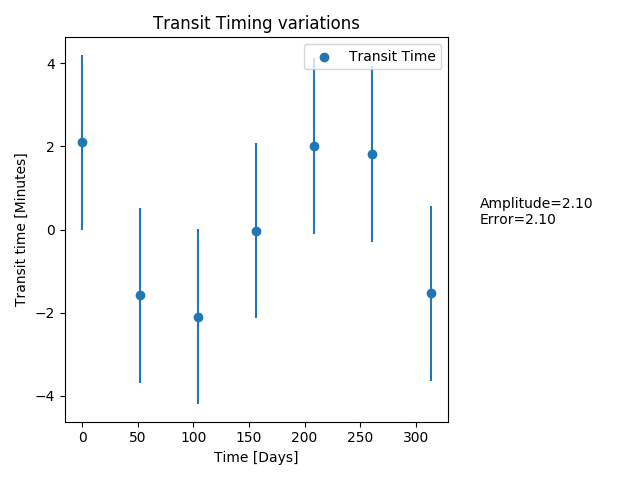 Transit Timing variations
Transit Time
Transit time [Minutes]
4
2
0
−2
−4
Amplitude=2.10
Error=2.10
0 50 100 150 200 250 300
Time [Days]